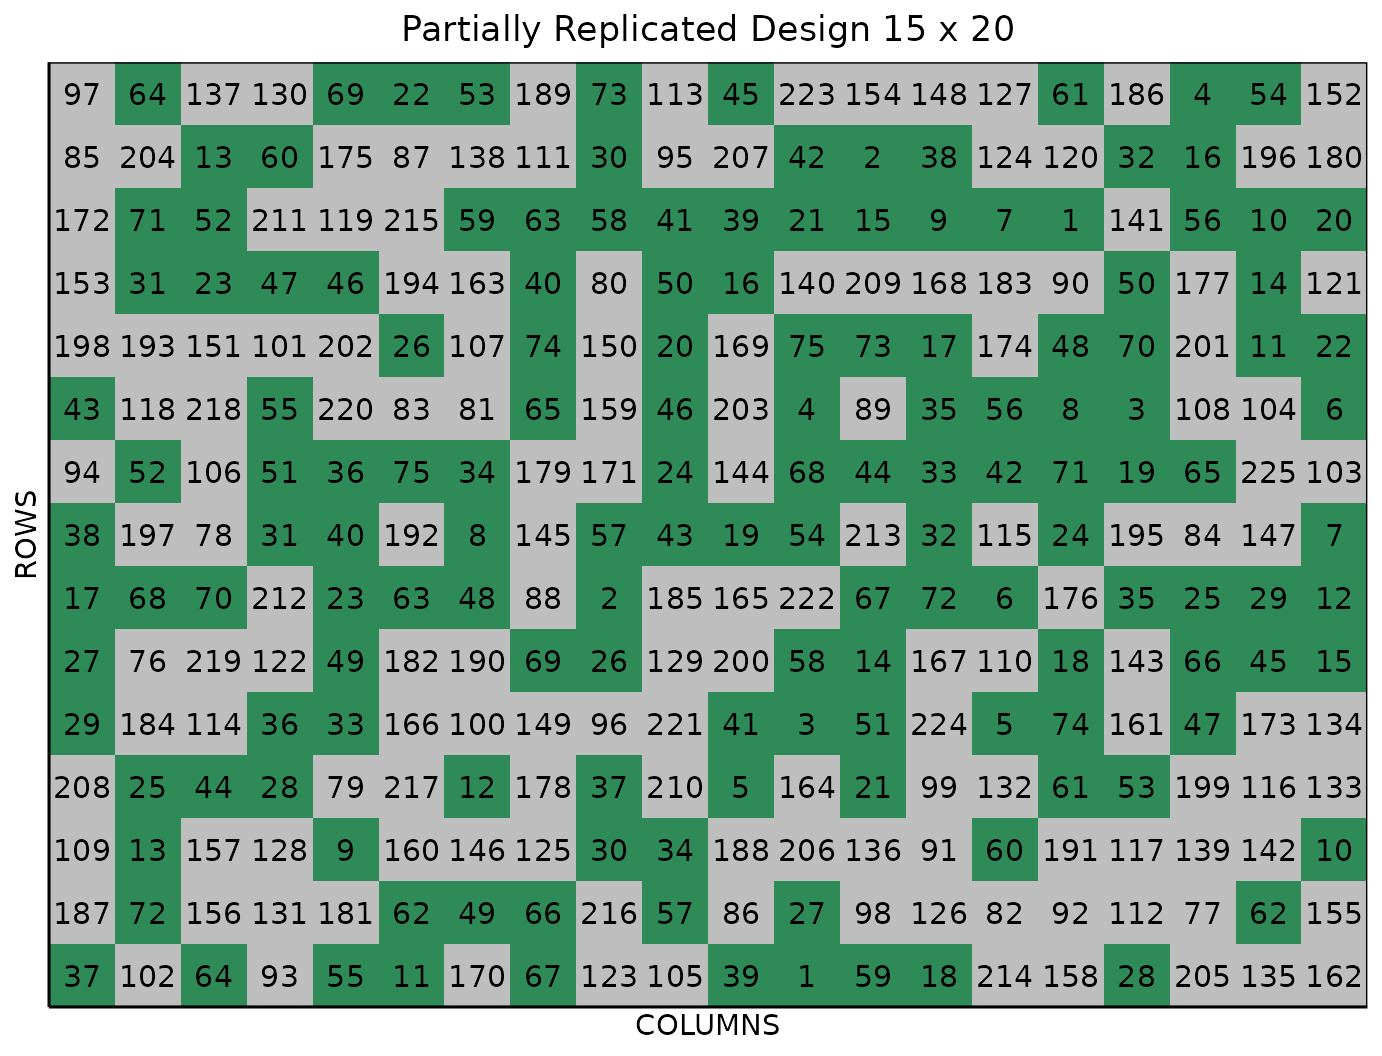 Partially Replicated Design 15 x 20
97 64 137 130 69 22 53 189 73 113 45 223 154 148 127 61 186 4 54 152
85 204 13 60 175 87 138 111 30 95 207 42 2 38 124 120 32 16 196 180
172 71 52 211 119 215 59 63 58 41 39 21 15 9 7 1 141 56 10 20
153 31 23 47 46 194 163 40 80 50 16 140 209 168 183 90 50 177 14 121
198 193 151 101 202 26 107 74 150 20 169 75 73 17 174 48 70 201 11 22
43 118 218 55 220 83 81 65 159 46 203 4 89 35 56 8 3 108 104 6
94 52 106 51 36 75 34 179 171 24 144 68 44 33 42 71 19 65 225 103
38 197 78 31 40 192 8 145 57 43 19 54 213 32 115 24 195 84 147 7
17 68 70 212 23 63 48 88 2 185 165 222 67 72 6 176 35 25 29 12
27 76 219 122 49 182 190 69 26 129 200 58 14 167 110 18 143 66 45 15
29 184 114 36 33 166 100 149 96 221 41 3 51 224 5 74 161 47 173 134
208 25 44 28 79 217 12 178 37 210 5 164 21 99 132 61 53 199 116 133
109 13 157 128 9 160 146 125 30 34 188 206 136 91 60 191 117 139 142 10
187 72 156 131 181 62 49 66 216 57 86 27 98 126 82 92 112 77 62 155
37 102 64 93 55 11 170 67 123 105 39 1 59 18 214 158 28 205 135 162
ROWS
COLUMNS